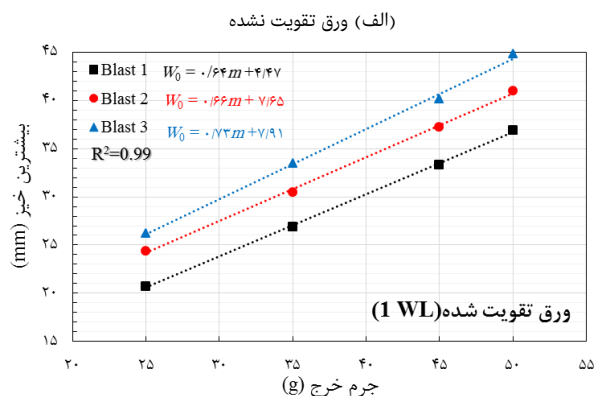 (الف) ورق تقویت نشده
۴۵
۴۰
۳۵
۳۰
۲۵
۲۰
۱۵
بیشترین خیز (mm)
Blast 1 W₀ = ۰/۶۴m + ۴/۴۷
Blast 2 W₀ = ۰/۶۶m + ۷/۶۵
Blast 3 W₀ = ۰/۷۳m + ۷/۹۱
R²=0.99
ورق تقویت شده(1 WL)
۲۰ ۲۵ ۳۰ ۳۵ ۴۰ ۴۵ ۵۰ ۵۵
جرم خرج (g)